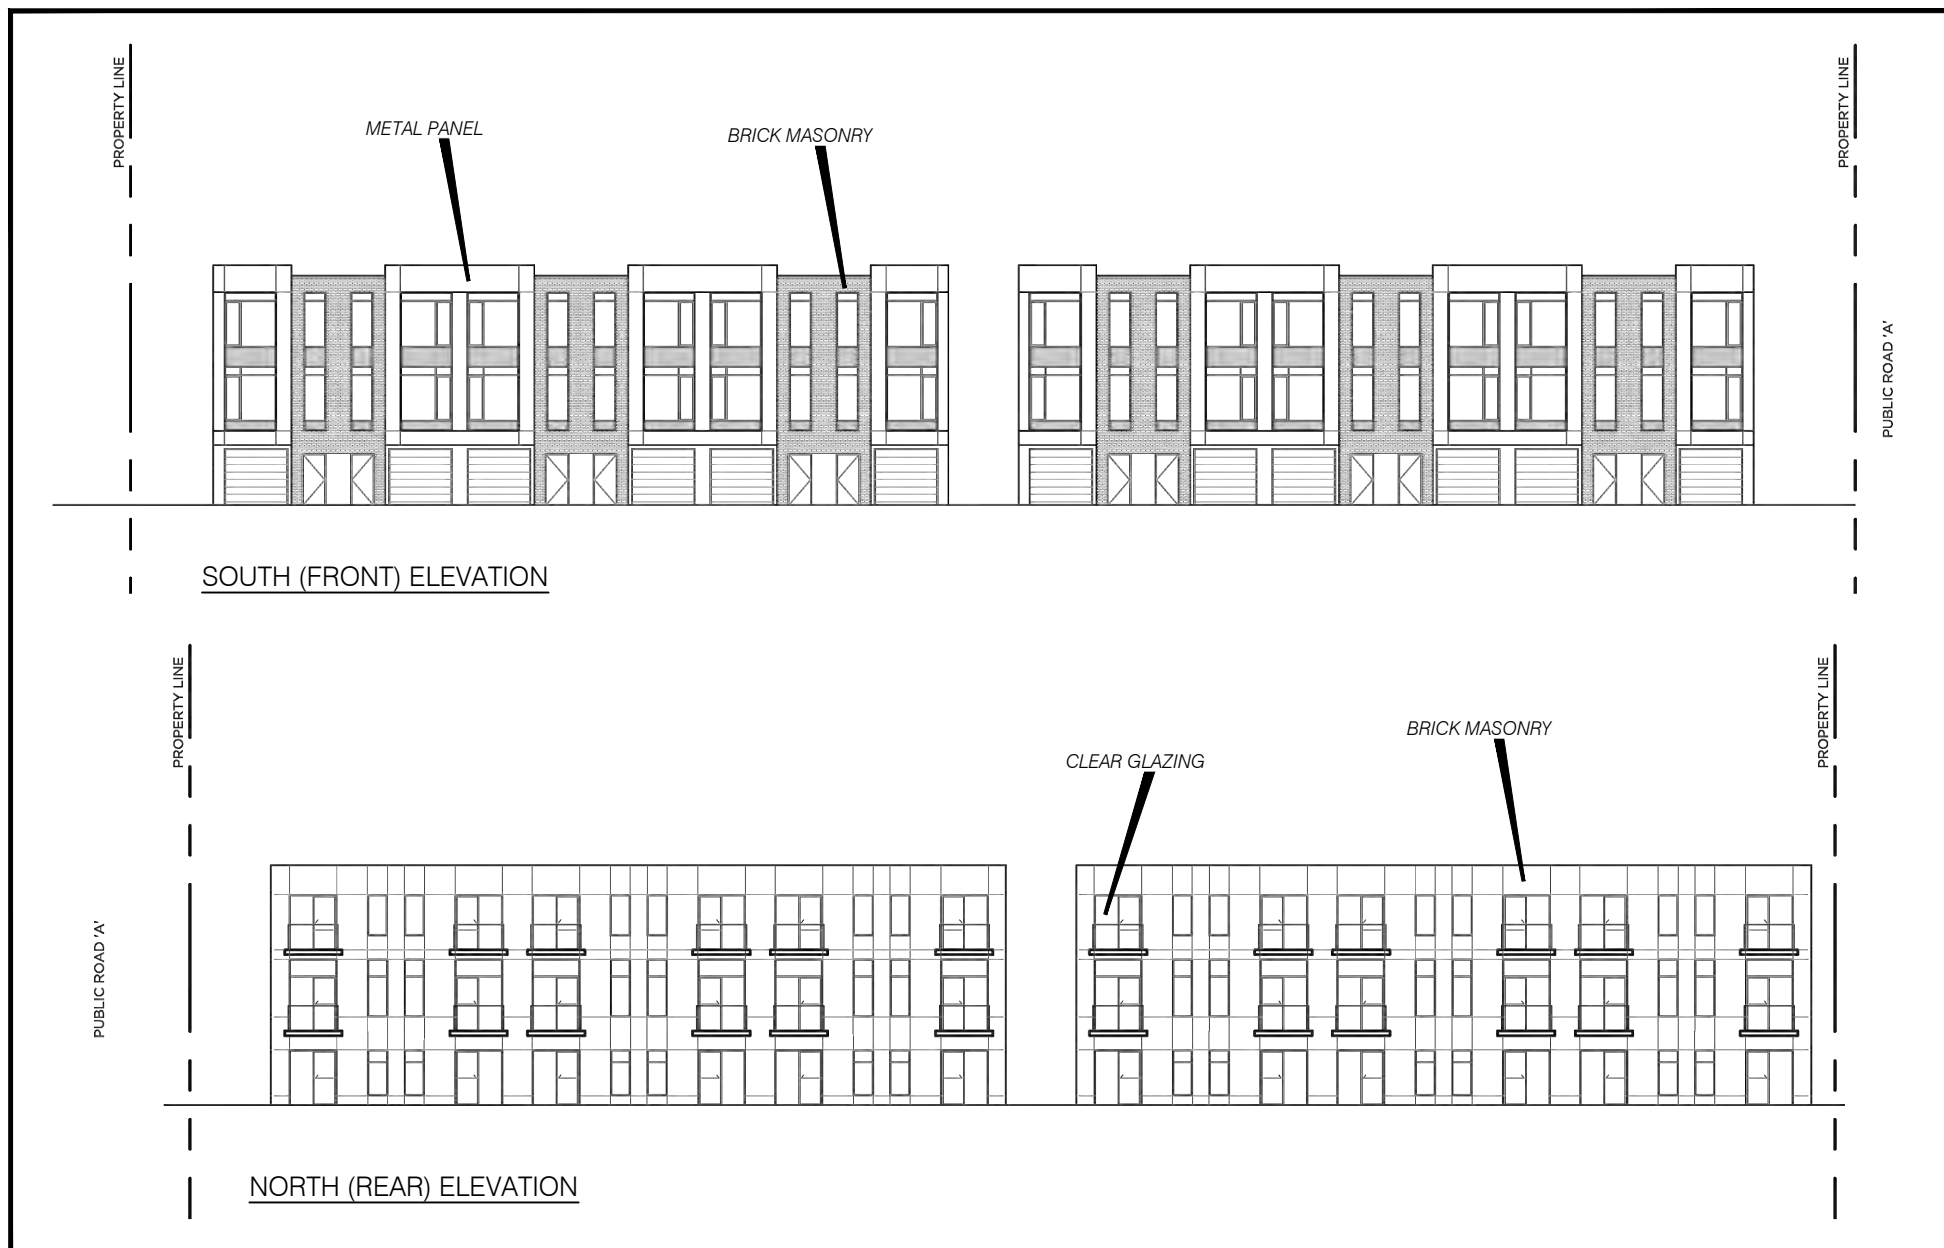 PROPERTY LINE
PROPERTY LINE
METAL PANEL
BRICK MASONRY
PUBLIC ROAD 'A'
SOUTH (FRONT) ELEVATION
PROPERTY LINE
PROPERTY LINE
BRICK MASONRY
CLEAR GLAZING
PUBLIC ROAD 'A'
NORTH (REAR) ELEVATION